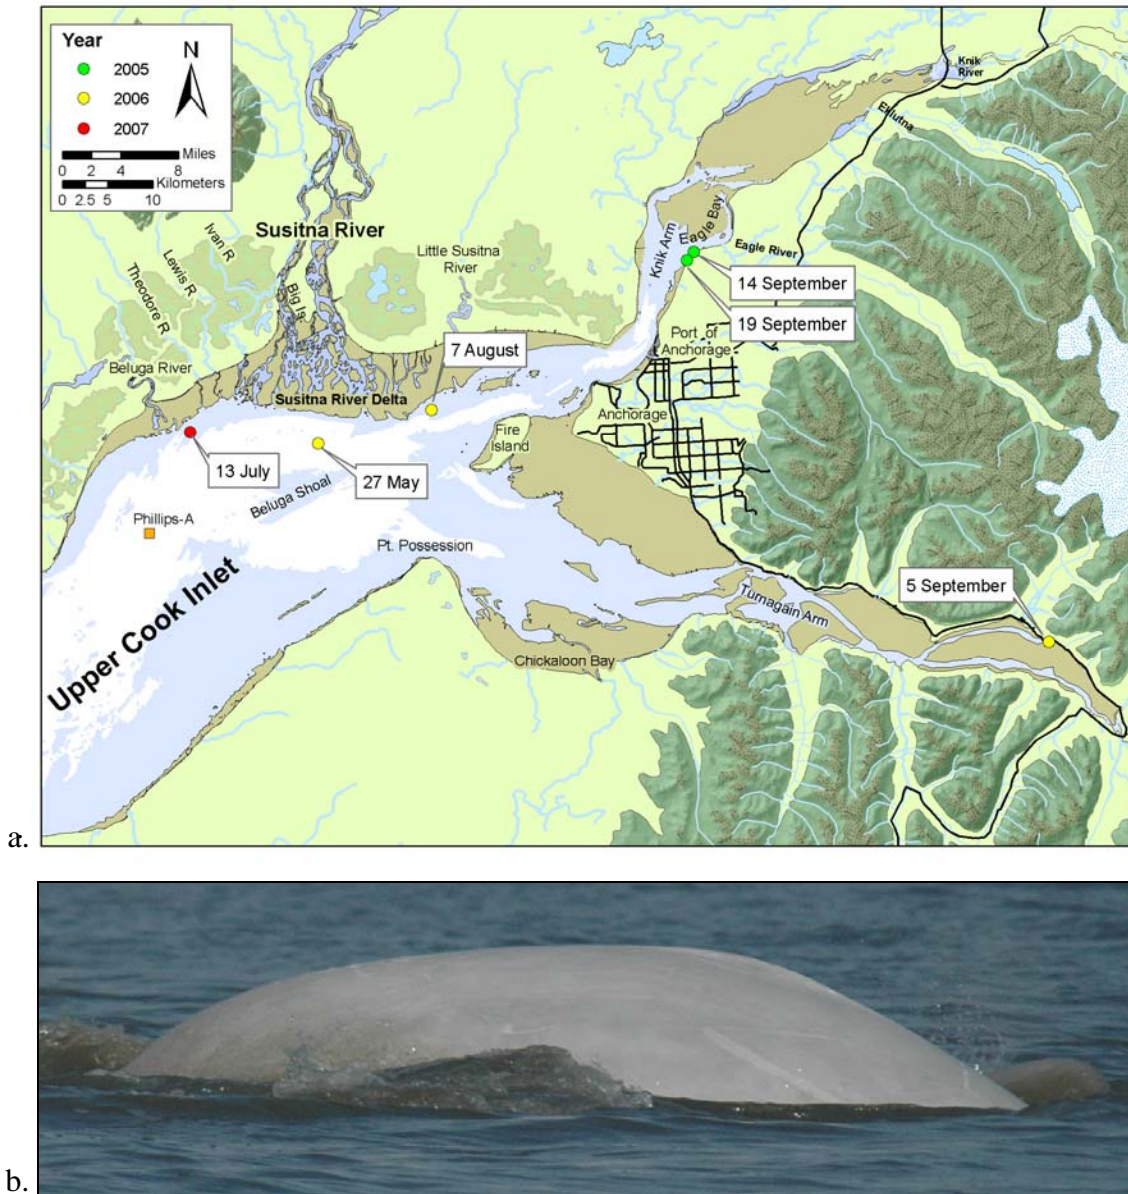 Year
2005
2006
2007
N
Miles
0 2 4 8
Kilometers
0 2.5 5 10
Knik
River
Eklutna
Susitna River
Ivan R
Lewis R
Theodore R
Big Is.
Little Susitna
River
Knik Arm
Eagle Bay
Eagle River
14 September
19 September
7 August
Port of
Anchorage
Beluga River
Susitna River Delta
Anchorage
Fire
Island
13 July
27 May
Beluga Shoal
Phillips-A
Pt. Possession
Upper Cook Inlet
5 September
Turnagain Arm
Chickaloon Bay
a.
b.